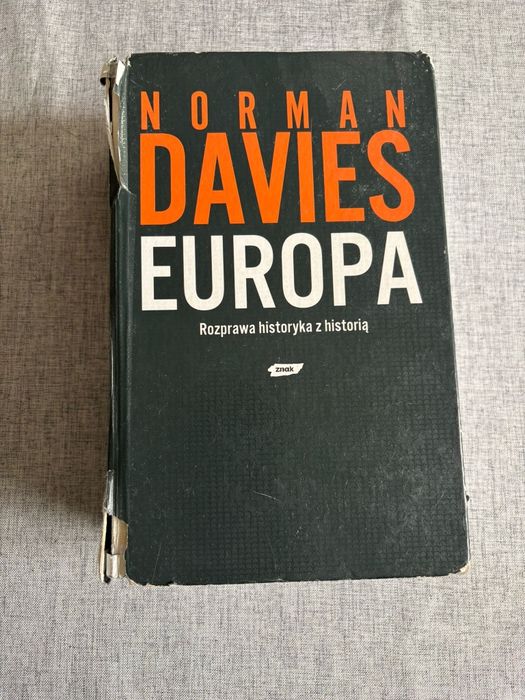 NORMAN
DAVIES
EUROPA
Rozprawa historyka z historią
znak